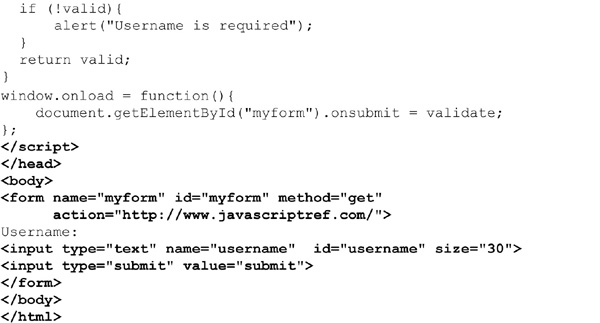 if (!valid){
alert("Username is required");
}
return valid;
}
window.onload = function(){
document.getElementById("myform").onsubmit = validate;
};
</script>
</head>
<body>
<form name="myform" id="myform" method="get"
action="http://www.javascriptref.com/">
Username:
<input type="text" name="username"  id="username" size="30">
<input type="submit" value="submit">
</form>
</body>
</html>